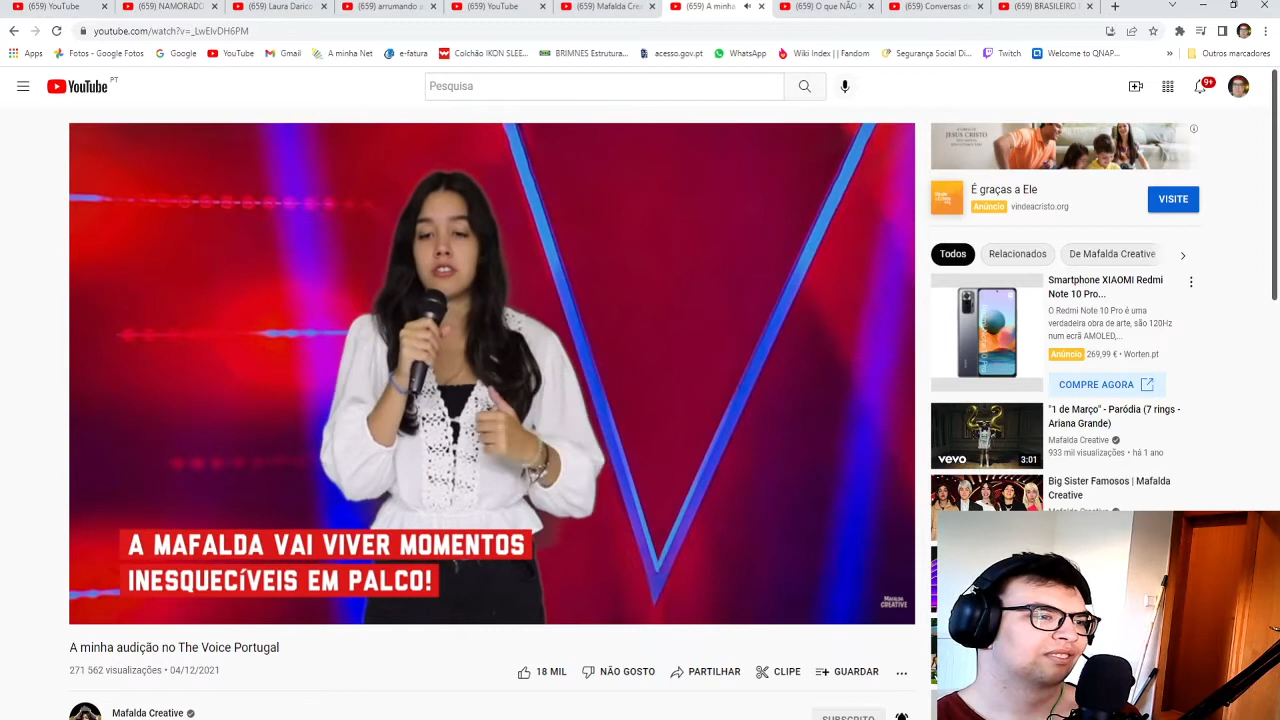 (659) YouTube
(659) NAMORADO
(659) Laura Darico
(659) arrumando a
(659) YouTube
(659) Mafalda Cre
(659) A minha
(659) O que NÃO
(659) Conversas de
(659) BRASILEIRO
youtube.com/watch?v=_LwElvDH6PM
Apps
Fotos - Google Fotos
Google
YouTube
Gmail
A minha Net
e-fatura
Colchão IKON SLEE...
BRIMNES Estrutura...
acesso.gov.pt
WhatsApp
Wiki Index | | Fandom
Segurança Social Di...
Twitch
Welcome to QNAP...
»
Outros marcadores
YouTube PT
Pesquisa
9+
A MAFALDA VAI VIVER MOMENTOS
INESQUECÍVEIS EM PALCO!
MAFALDA
CREATIVE
A minha audição no The Voice Portugal
271 562 visualizações • 04/12/2021
18 MIL
NÃO GOSTO
PARTILHAR
CLIPE
GUARDAR
Mafalda Creative
SUBSCRITO
JESUS CRISTO
É graças a Ele
Anúncio vindeacristo.org
VISITE
Todos
Relacionados
De Mafalda Creative
Smartphone XIAOMI Redmi
Note 10 Pro...
O Redmi Note 10 Pro é uma
verdadeira obra de arte, são 120Hz
num ecrã AMOLED,...
Anúncio 269,99 € • Worten.pt
COMPRE AGORA
"1 de Março" - Paródia (7 rings -
Ariana Grande)
Mafalda Creative
933 mil visualizações • há 1 ano
vevo
3:01
Big Sister Famosos | Mafalda
Creative